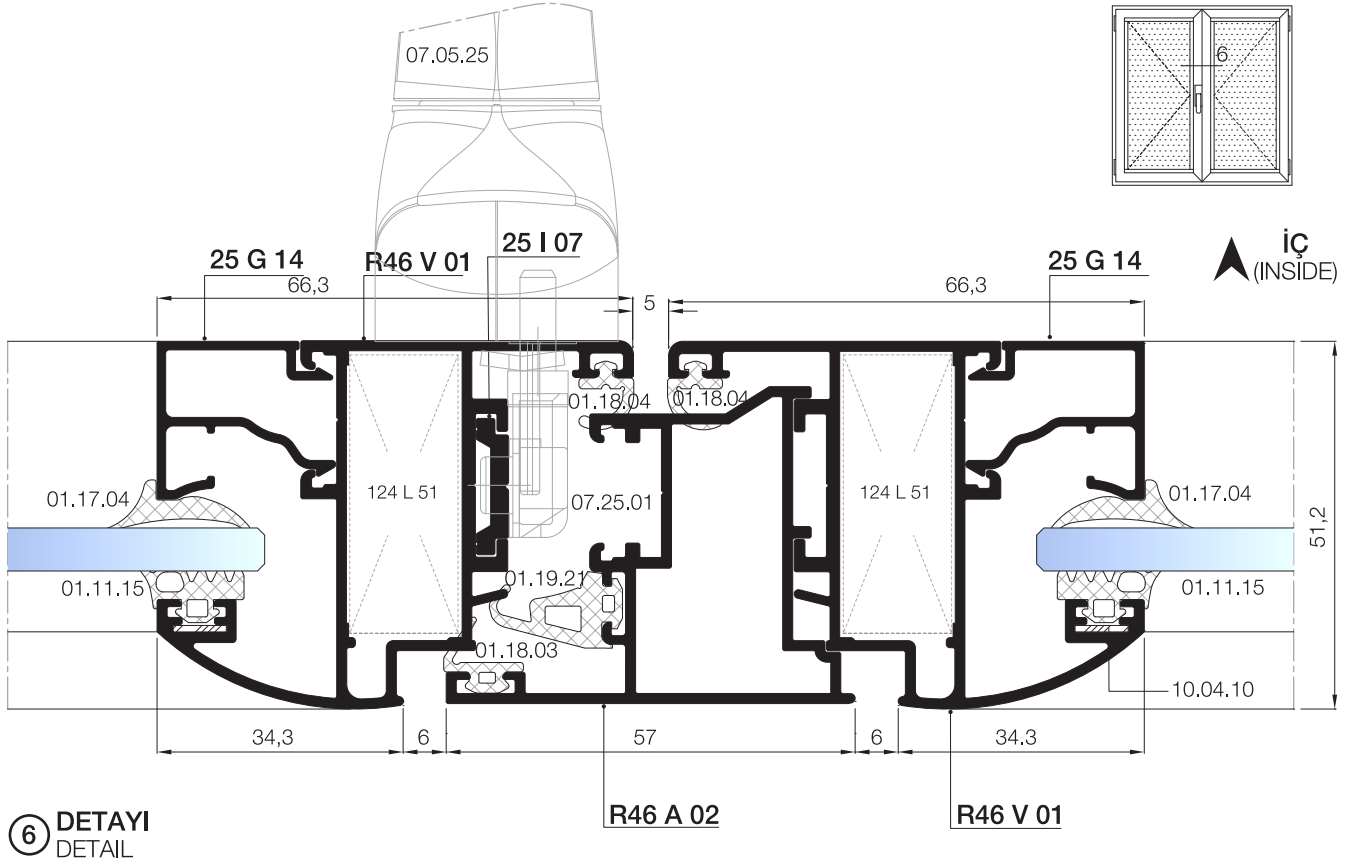 07.05.25
6
İÇ
(INSIDE)
25 G 14
R46 V 01
25 I 07
25 G 14
66,3
5
66,3
01.18.04
01.18.04
01.17.04
124 L 51
07.25.01
124 L 51
01.17.04
51,2
01.11.15
01.19.21
01.11.15
01.18.03
10.04.10
34,3
6
57
6
34.3
R46 A 02
R46 V 01
6 DETAYI
DETAIL